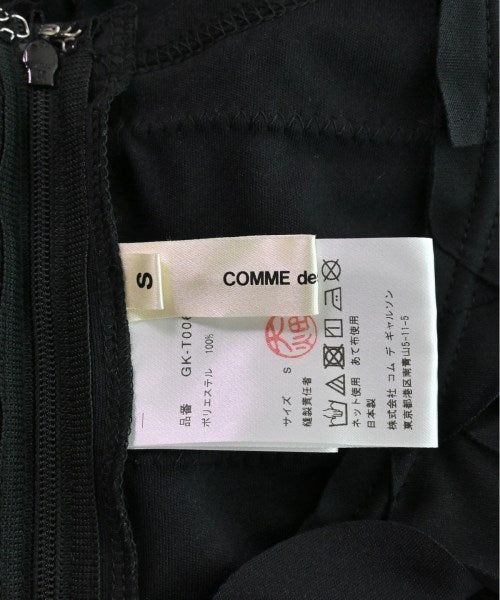 S
COMME de
品番 GK-T006
ポリエステル 100%
サイズ S
縫製責任者
ネット使用 あて布使用
日本製
株式会社 コム デ ギャルソン
東京都港区南青山5-11-5